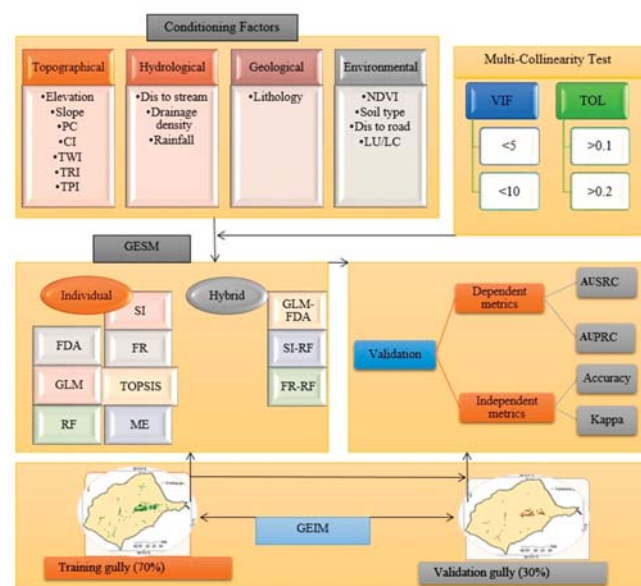 Conditioning Factors
Topographical
•Elevation
•Slope
•PC
•CI
•TWI
•TRI
•TPI
Hydrological
•Dis to stream
•Drainage
density
•Rainfall
Geological
•Lithology
Environmental
•NDVI
•Soil type
•Dis to road
•LU/LC
Multi-Collinearity Test
VIF
<5
<10
TOL
>0.1
>0.2
GESM
Individual
SI
FDA
FR
GLM
TOPSIS
RF
ME
Hybrid
GLM-
FDA
SI-RF
FR-RF
Validation
Dependent
metrics
AUSRC
AUPRC
Independent
metrics
Accuracy
Kappa
GEIM
Training gully (70%)
Validation gully (30%)